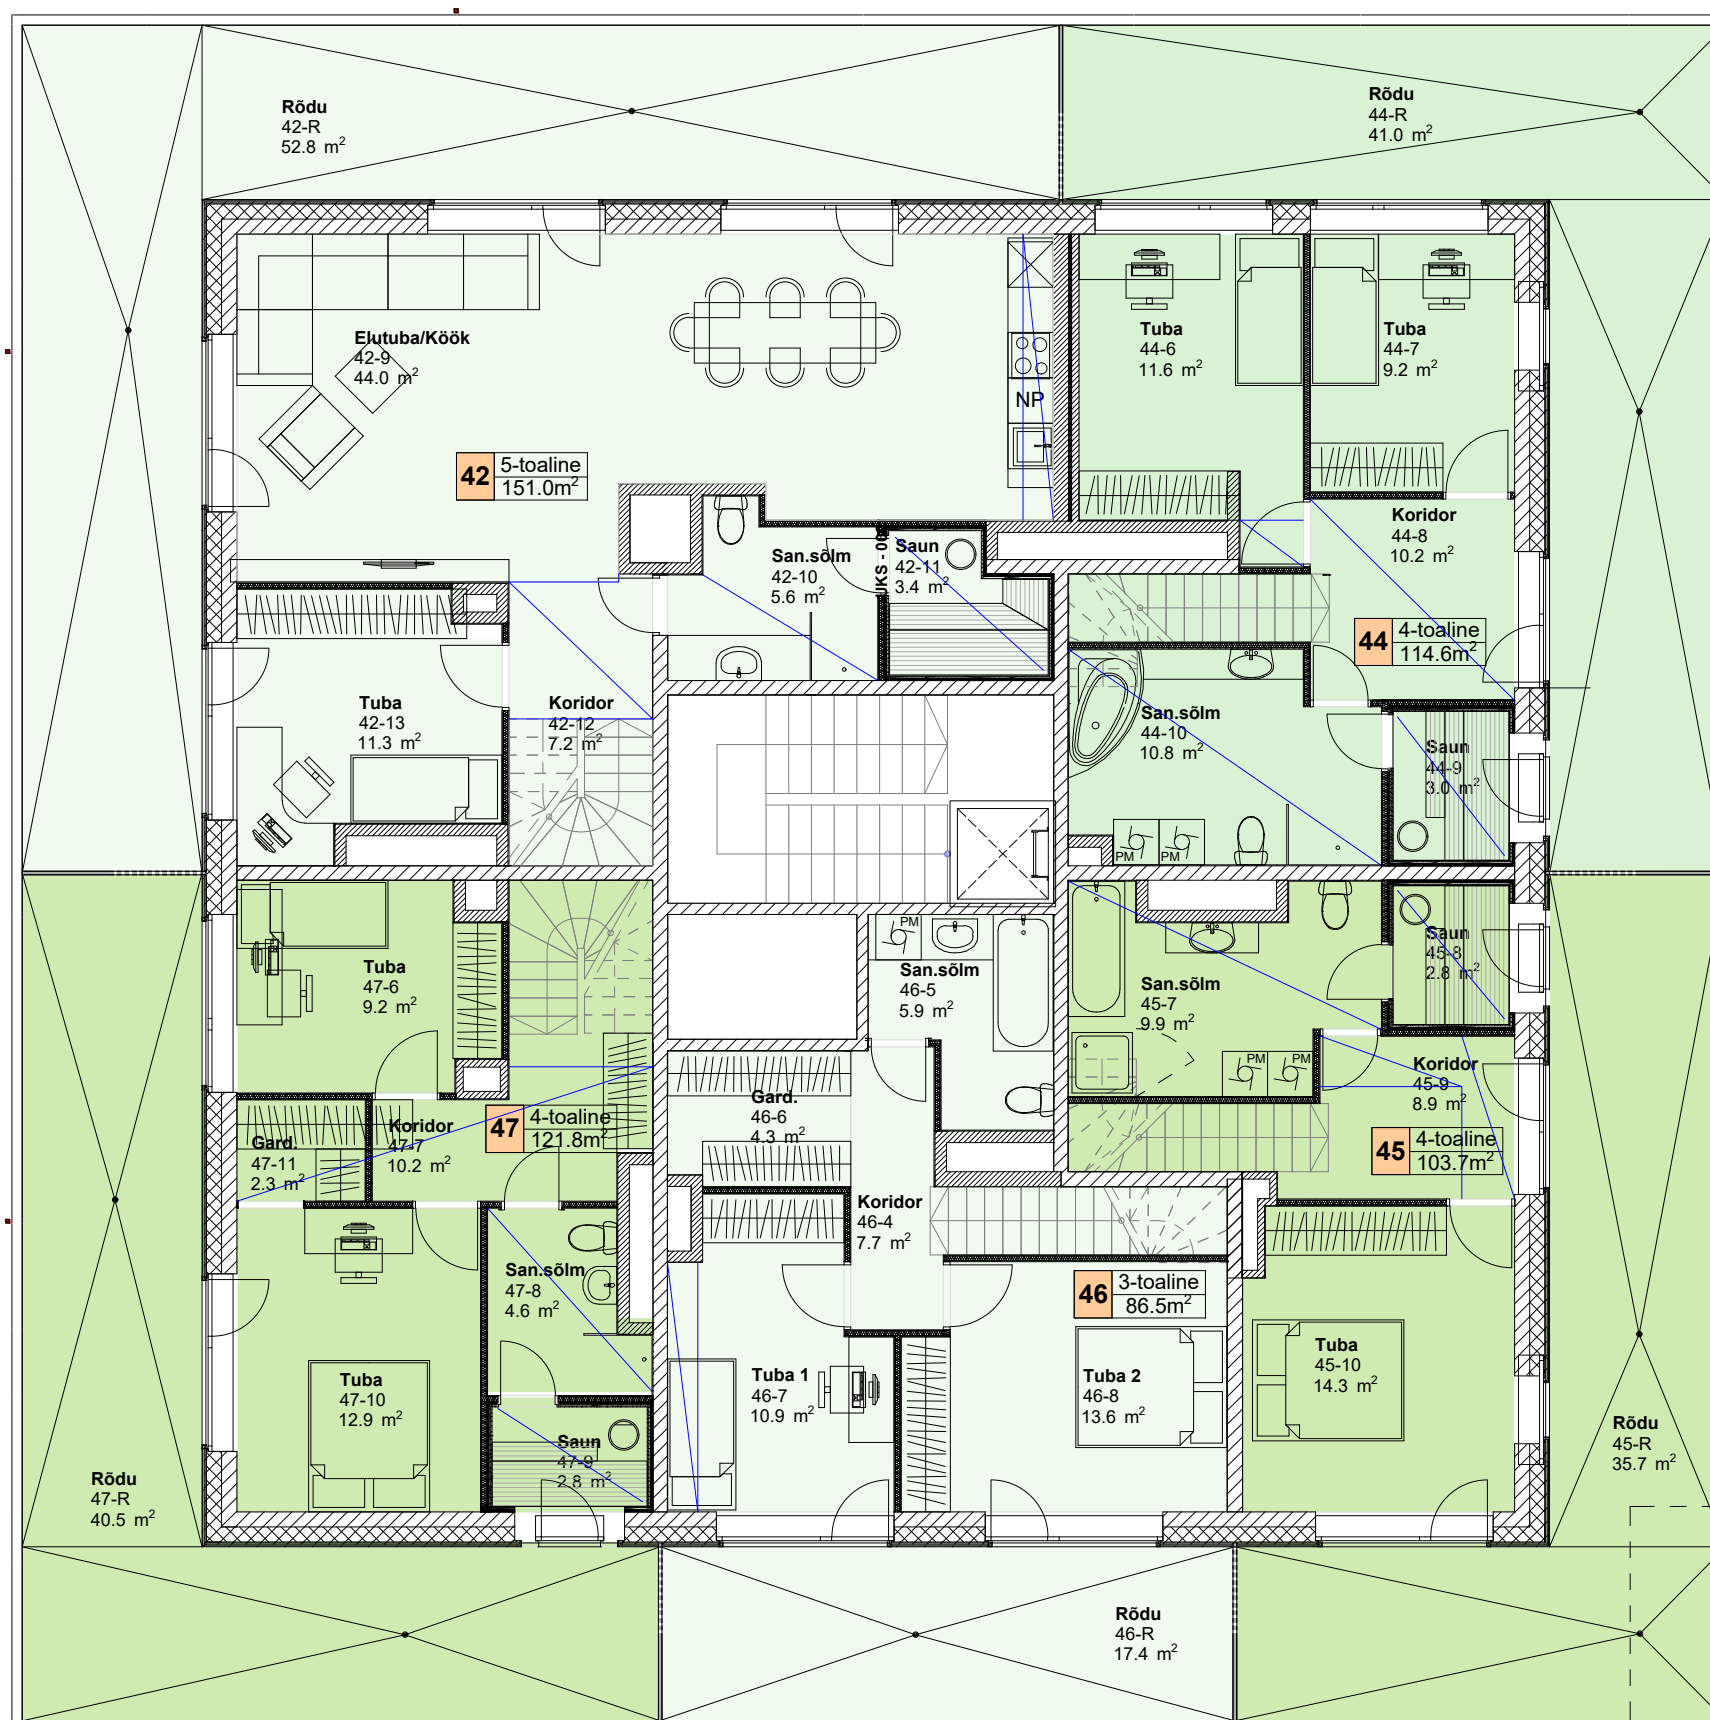 Rõdu
42-R
52.8 m²
Rõdu
44-R
41.0 m²
Elutuba/Köök
42-9
44.0 m²
Tuba
44-6
11.6 m²
Tuba
44-7
9.2 m²
NP
42
5-toaline
151.0m²
San.sõlm
42-10
5.6 m²
Saun
42-11
3.4 m²
Koridor
44-8
10.2 m²
44
4-toaline
114.6m²
Tuba
42-13
11.3 m²
Koridor
42-12
7.2 m²
San.sõlm
44-10
10.8 m²
Saun
44-9
3.0 m²
PM
PM
Tuba
47-6
9.2 m²
PM
San.sõlm
46-5
5.9 m²
San.sõlm
45-7
9.9 m²
Saun
45-8
2.8 m²
PM
PM
Koridor
45-9
8.9 m²
Gard.
47-11
2.3 m²
Koridor
47-7
10.2 m²
47
4-toaline
121.8m²
Gard.
46-6
4.3 m²
45
4-toaline
103.7m²
Koridor
46-4
7.7 m²
San.sõlm
47-8
4.6 m²
46
3-toaline
86.5m²
Tuba
47-10
12.9 m²
Tuba 1
46-7
10.9 m²
Tuba 2
46-8
13.6 m²
Tuba
45-10
14.3 m²
Saun
47-9
2.8 m²
Rõdu
47-R
40.5 m²
Rõdu
45-R
35.7 m²
Rõdu
46-R
17.4 m²